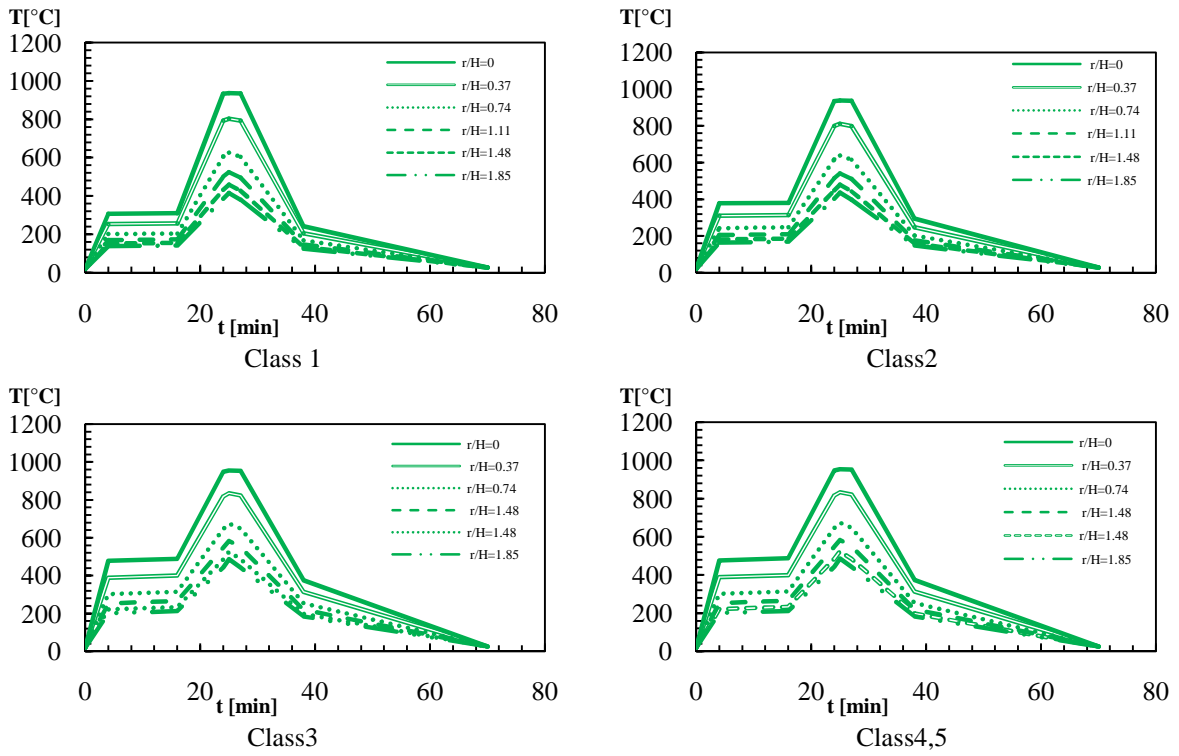 T[°C]
1200
1000
800
600
400
200
0
r/H=0
r/H=0.37
r/H=0.74
r/H=1.11
r/H=1.48
r/H=1.85
0 20 40 60 80
t [min]
Class 1
T[°C]
1200
1000
800
600
400
200
0
r/H=0
r/H=0.37
r/H=0.74
r/H=1.11
r/H=1.48
r/H=1.85
0 20 40 60 80
t [min]
Class2
T[°C]
1200
1000
800
600
400
200
0
r/H=0
r/H=0.37
r/H=0.74
r/H=1.48
r/H=1.48
r/H=1.85
0 20 40 60 80
t [min]
Class3
T[°C]
1200
1000
800
600
400
200
0
r/H=0
r/H=0.37
r/H=0.74
r/H=1.48
r/H=1.48
r/H=1.85
0 20 40 60 80
t [min]
Class4,5